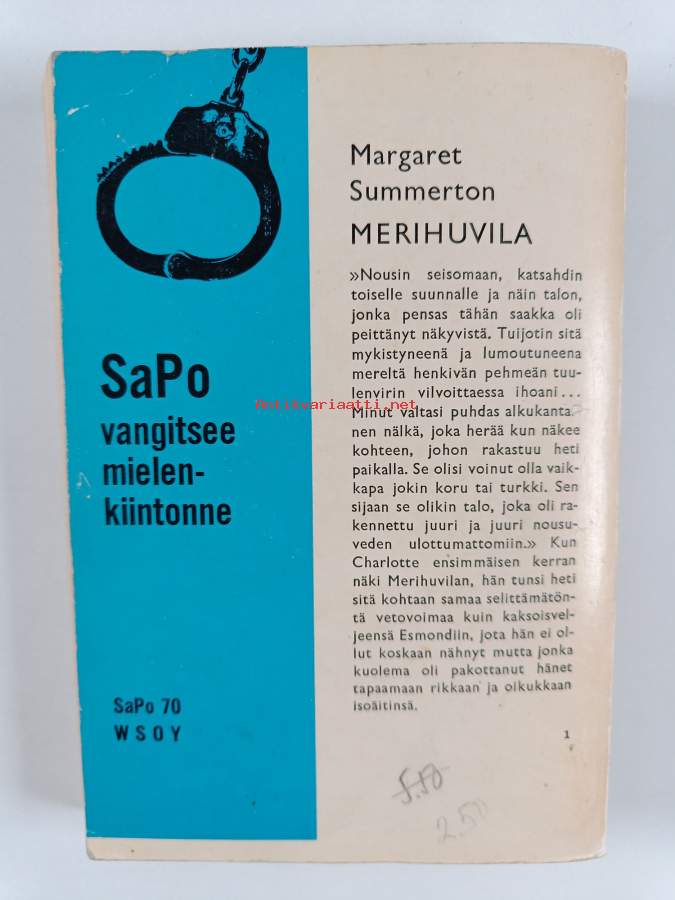 Margaret
Summerton
MERIHUVILA
»Nousin seisomaan, katsahdin
toiselle suunnalle ja näin talon,
jonka pensas tähän saakka oli
peittänyt näkyvistä. Tuijotin sitä
mykistyneenä ja lumoutuneena
mereltä henkivän pehmeän tuu-
lenvirin vilvoittaessa ihoani...
Minut valtasi puhdas alkukanta
nen nälkä, joka herää kun näkee
kohteen, johon rakastuu heti
paikalla. Se olisi voinut olla vaik-
kapa jokin koru tai turkki. Sen
sijaan se olikin talo, joka oli ra-
kennettu juuri ja juuri nousu-
veden ulottumattomiin.» Kun
Charlotte ensimmäisen kerran
näki Merihuvilan, hän tunsi heti
sitä kohtaan samaa selittämätön-
tä vetovoimaa kuin kaksoisvel-
jeensä Esmondiin, jota hän ei ol-
lut koskaan nähnyt mutta jonka
kuolema oli pakottanut hänet
tapaamaan rikkaan ja oikukkaan
isoäitinsä.
1
SaPo
vangitsee
mielen-
kiintonne
SaPo 70
WSOY
Antikvariaatti.net
5.50
2.50